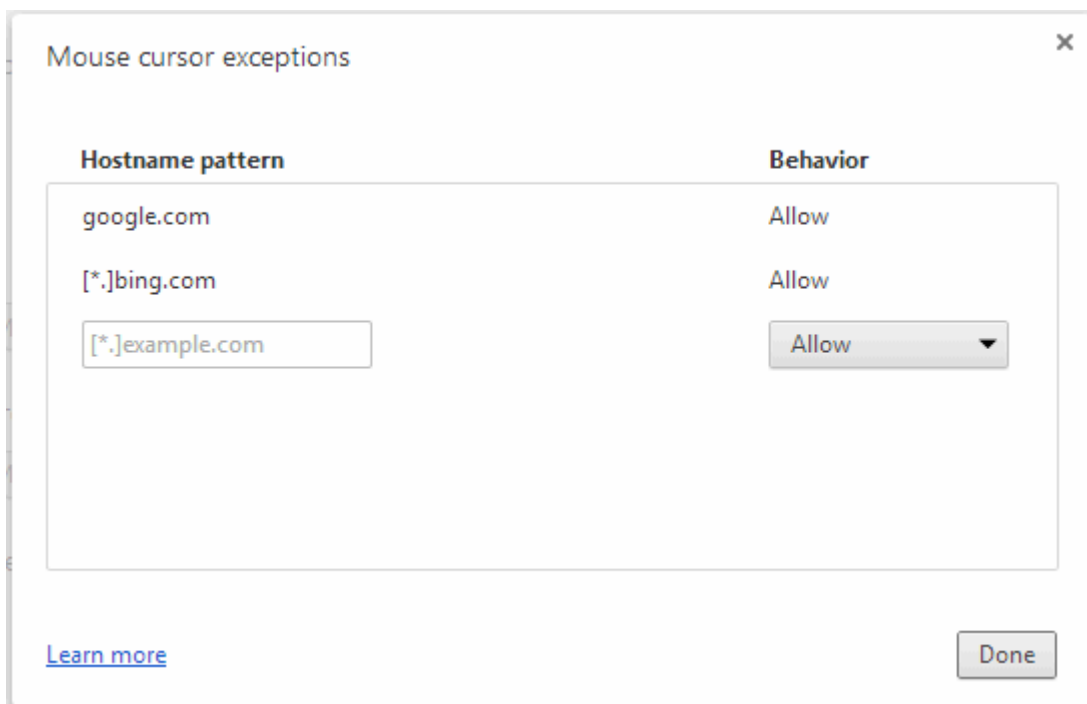 Mouse cursor exceptions
Hostname pattern Behavior
google.com Allow
[*.]bing.com Allow
[*.]example.com Allow
Learn more Done